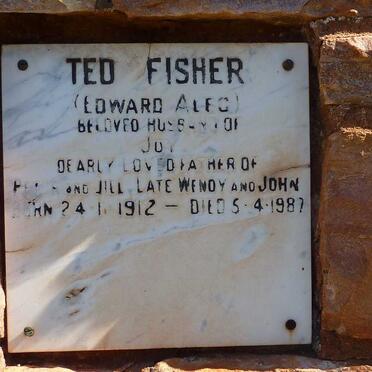 TED FISHER
(EDWARD ALEC)
BELOVED HUSBAND OF
JOY
DEARLY LOVED FATHER OF
AND JILL, LATE WENDY AND JOHN
BORN 24 1912 – DIED 5·4·1987